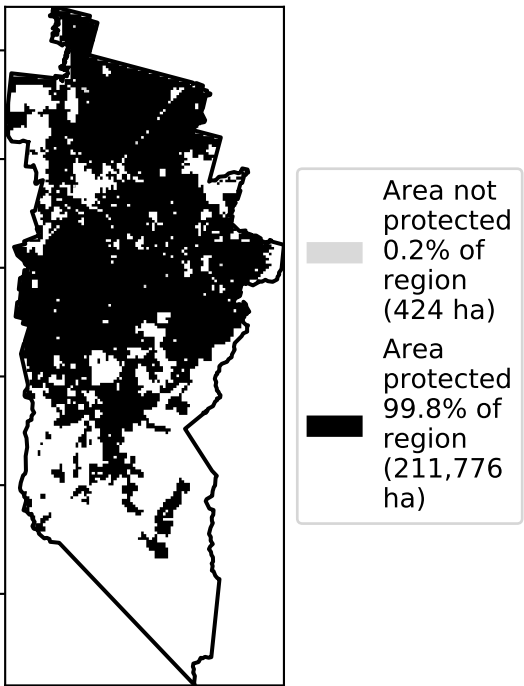 Area not
protected
0.2% of
region
(424 ha)
Area
protected
99.8% of
region
(211,776
ha)